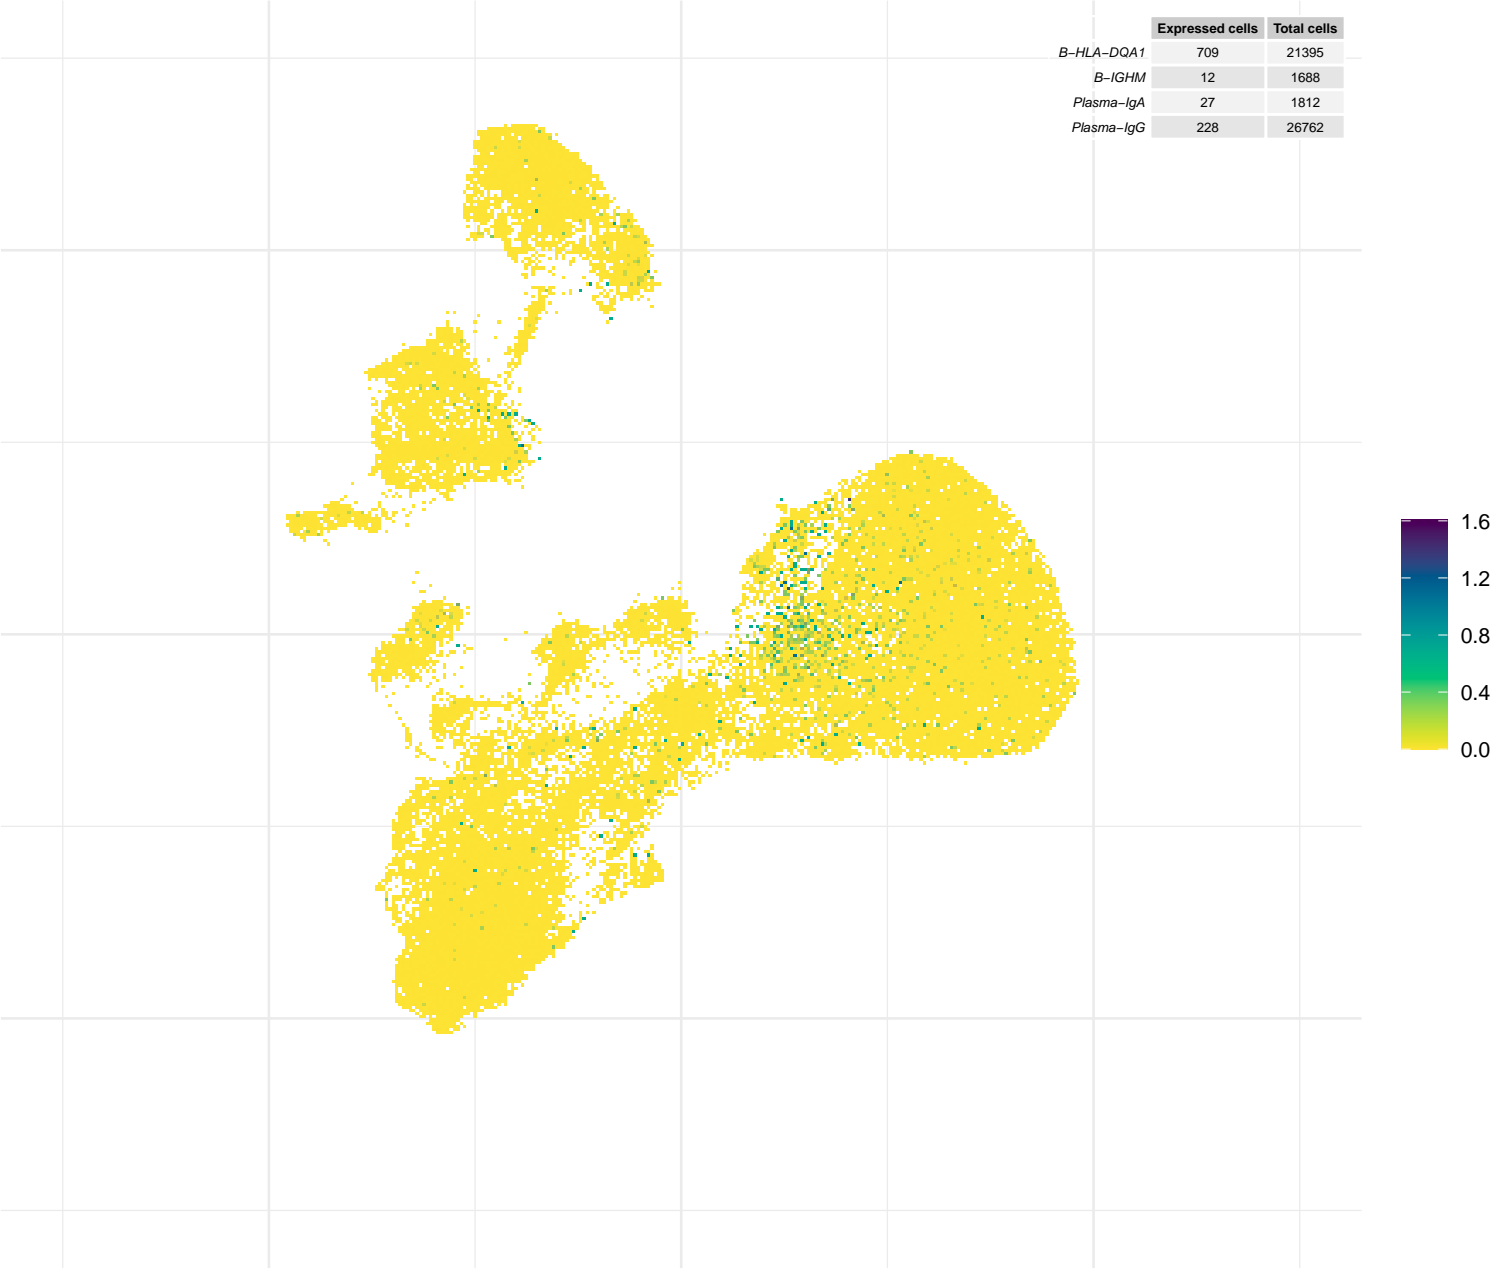 Expressed cells Total cells
B−HLA−DQA1 709 21395
B−IGHM 12 1688
Plasma−IgA 27 1812
Plasma−IgG 228 26762
1.6
1.2
0.8
0.4
0.0